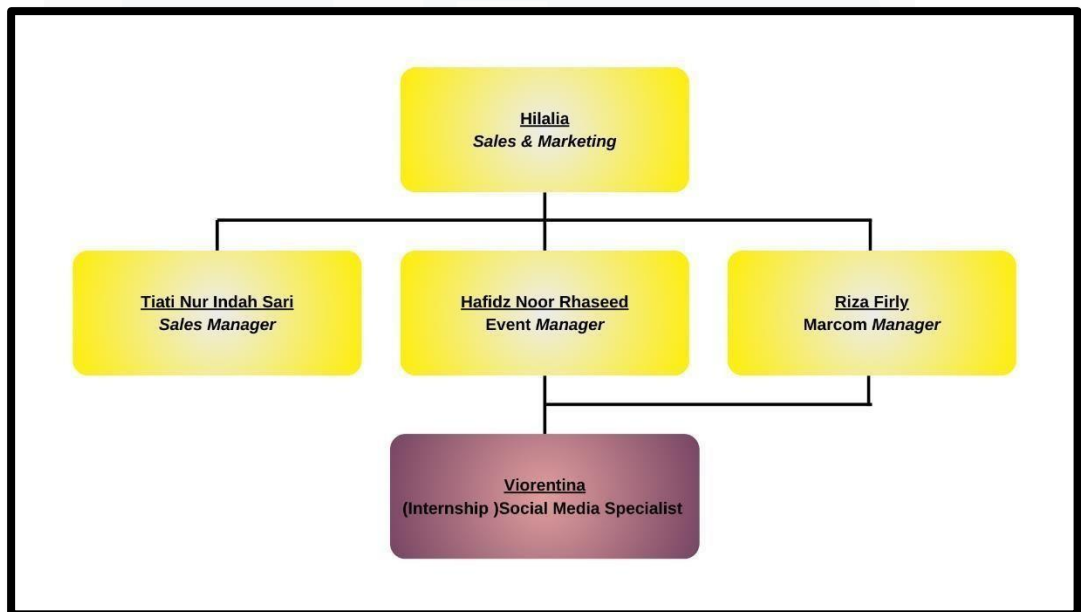 Hilalia
Sales & Marketing
Tiati Nur Indah Sari
Sales Manager
Hafidz Noor Rhaseed
Event Manager
Riza Firly
Marcom Manager
Viorentina
(Internship )Social Media Specialist